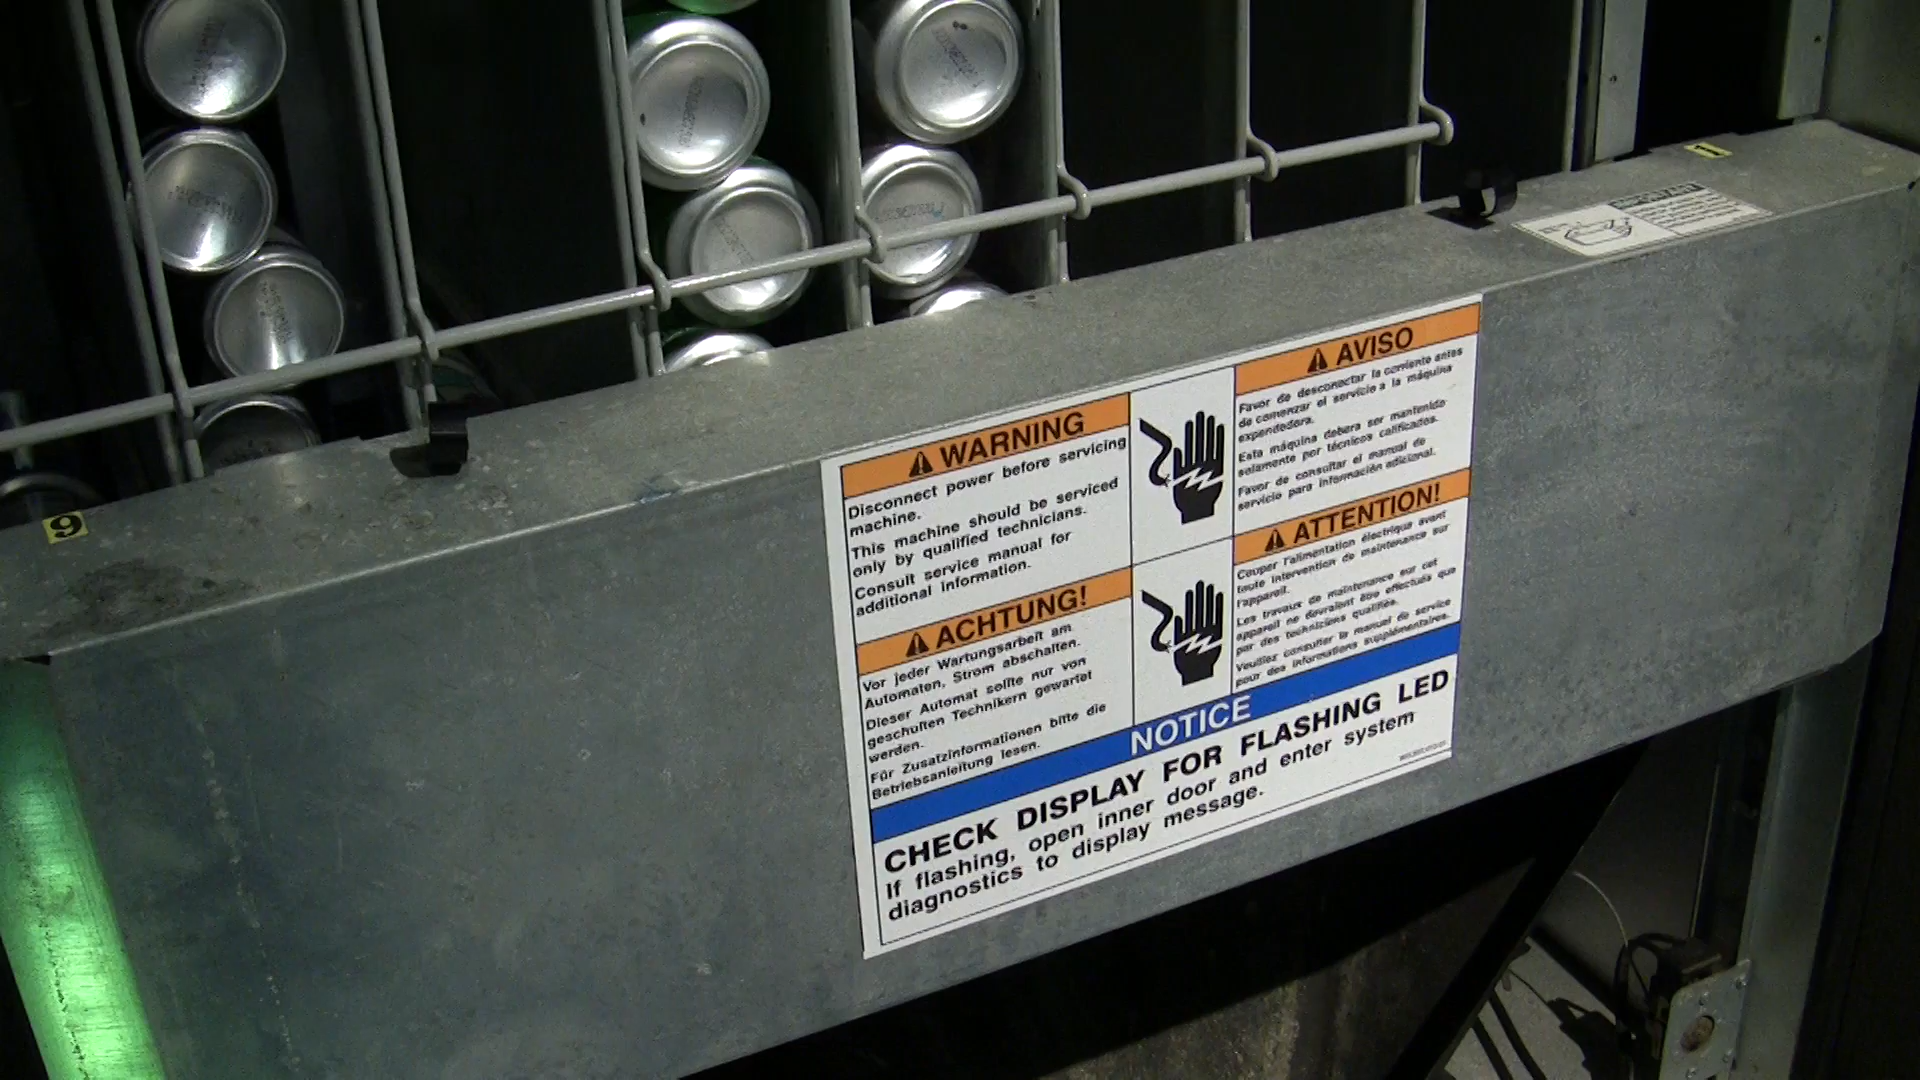 1
9
WARNING
Disconnect power before servicing
machine.
This machine should be serviced
only by qualified technicians.
Consult service manual for
additional information.
AVISO
Favor de desconectar la corriente antes
de comenzar el servicio a la máquina
expendedora.
Esta máquina debera ser mantenido
solamente por técnicos calificados.
Favor de consultar el manual de
servicio para información adicional.
ACHTUNG!
Vor jeder Wartungsarbeit am
Automaten, Strom abschalten.
Dieser Automat sollte nur von
geschulten Technikern gewartet
werden.
Für Zusatzinformationen bitte die
Betriebsanleitung lesen.
ATTENTION!
Couper l'alimentation électrique avant
toute intervention de maintenance sur
l'appareil.
Les travaux de maintenance sur cet
appareil ne devraient être effectués que
par des techniciens qualifiés.
Veuillez consulter le manuel de service
pour des informations supplémentaires.
NOTICE
CHECK DISPLAY FOR FLASHING LED
If flashing, open inner door and enter system
diagnostics to display message.